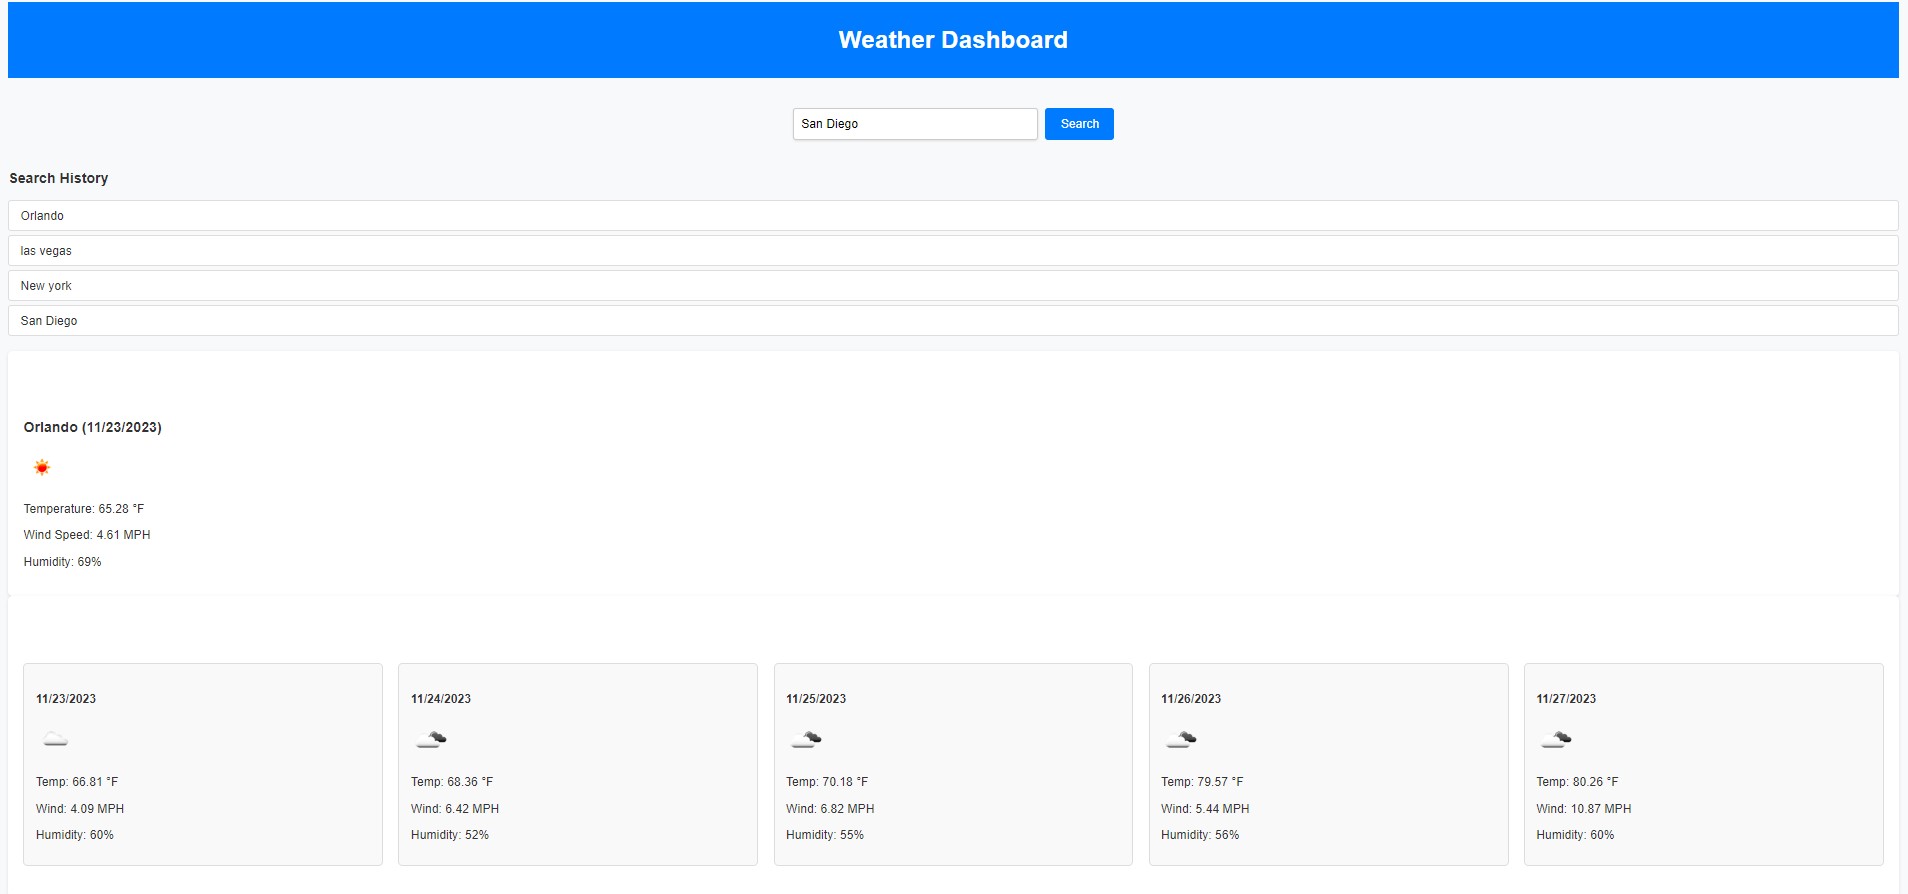 Weather Dashboard
San Diego Search
Search History
Orlando
las vegas
New york
San Diego
Orlando (11/23/2023)
Temperature: 65.28 °F
Wind Speed: 4.61 MPH
Humidity: 69%
11/23/2023
Temp: 66.81 °F
Wind: 4.09 MPH
Humidity: 60%
11/24/2023
Temp: 68.36 °F
Wind: 6.42 MPH
Humidity: 52%
11/25/2023
Temp: 70.18 °F
Wind: 6.82 MPH
Humidity: 55%
11/26/2023
Temp: 79.57 °F
Wind: 5.44 MPH
Humidity: 56%
11/27/2023
Temp: 80.26 °F
Wind: 10.87 MPH
Humidity: 60%